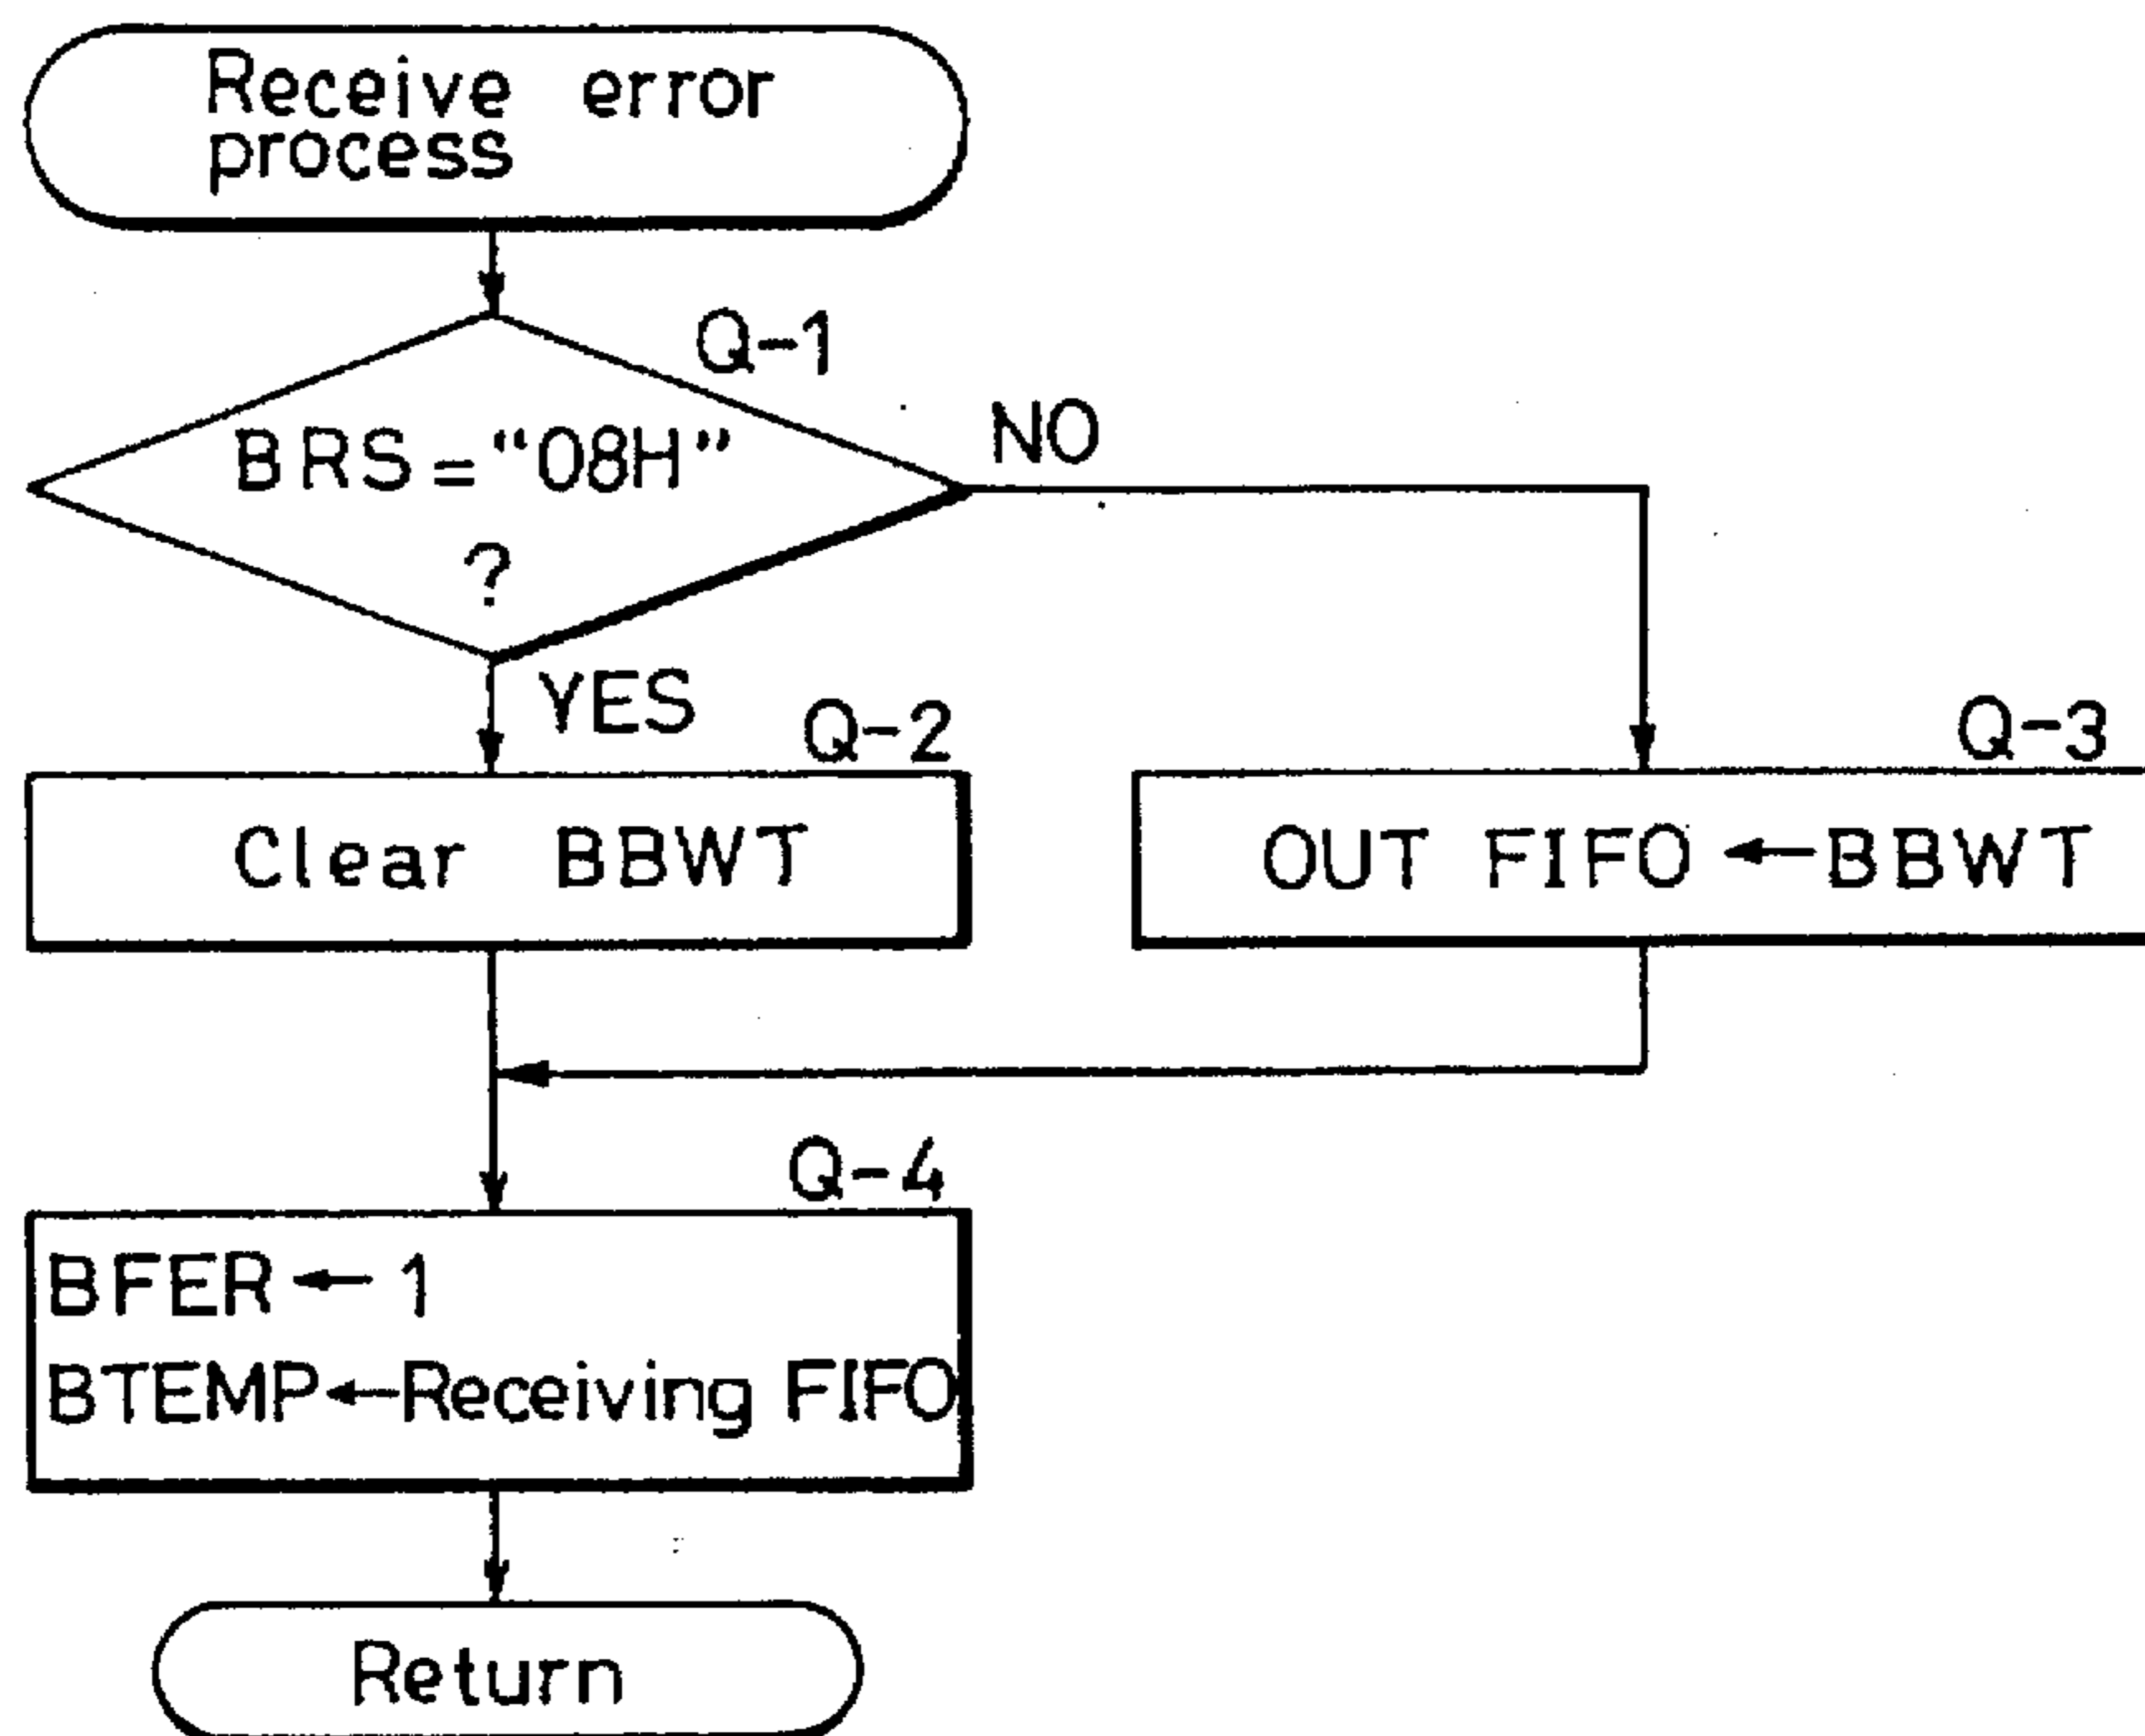 Receive error
process
Q-1
BRS="08H"
?
NO
YES
Q-2
Clear BBWT
Q-3
OUT FIFO←BBWT
Q-4
BFER←1
BTEMP←Receiving FIFO
Return